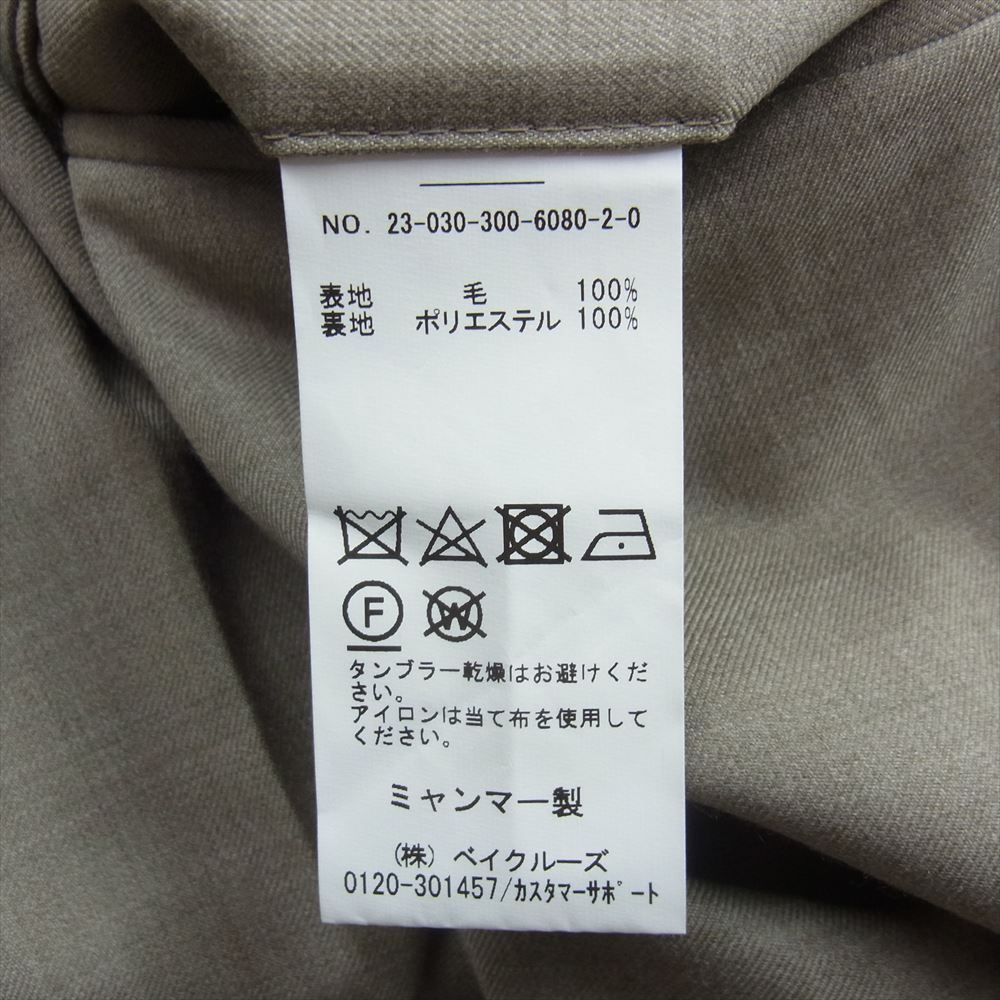 NO. 23-030-300-6080-2-0
表地 毛 100%
裏地 ポリエステル 100%
F W
タンブラー乾燥はお避けくだ
さい。
アイロンは当て布を使用して
ください。
ミャンマー製
(株) ベイクルーズ
0120-301457/ｶｽﾀﾏｰｻﾎﾟｰﾄ